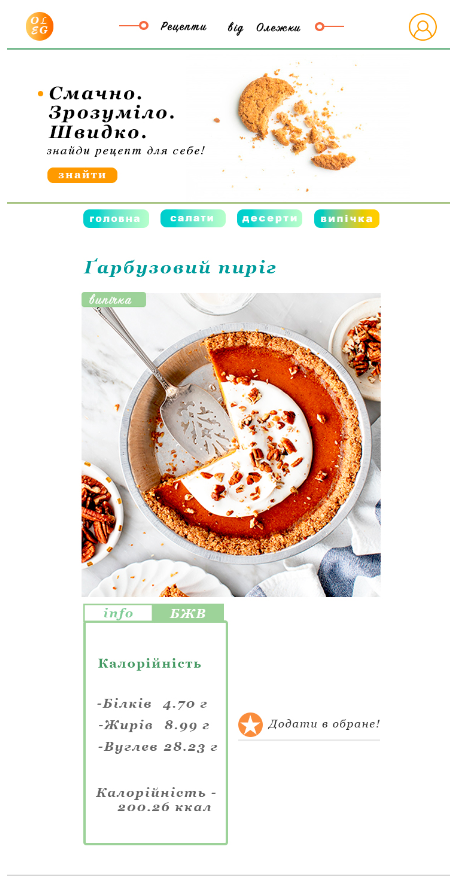 OL
EG
Рецепти від Олежки
Смачно.
Зрозуміло.
Швидко.
знайди рецепт для себе!
знайти
головна салати десерти випічка
Ґарбузовий пиріг
випічка
info БЖВ
Калорійність
-Білків 4.70 г
-Жирів 8.99 г
-Вуглев 28.23 г
Додати в обране!
Калорійність -
200.26 ккал